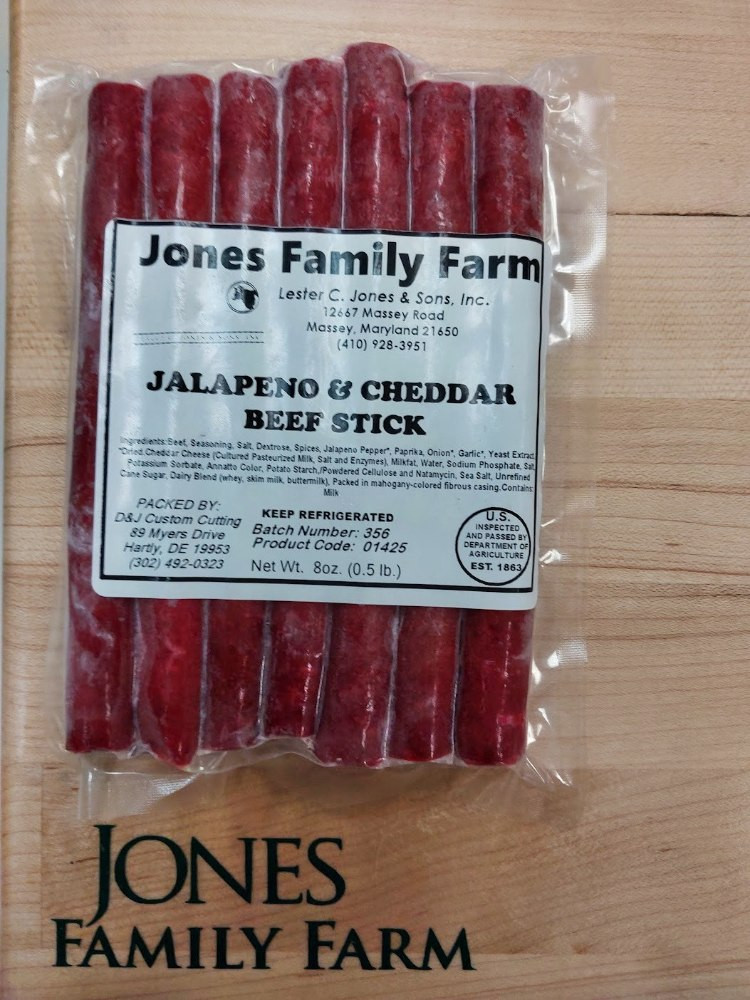 Jones Family Farm
Lester C. Jones & Sons, Inc.
12667 Massey Road
Massey, Maryland 21650
(410) 928-3951
JALAPENO & CHEDDAR
BEEF STICK
Ingredients:Beef, Seasoning, Salt, Dextrose, Spices, Jalapeno Pepper*, Paprika, Onion*, Garlic*, Yeast Extract,
*Dried.Cheddar Cheese (Cultured Pasteurized Milk, Salt and Enzymes), Milkfat, Water, Sodium Phosphate, Salt,
Potassium Sorbate, Annatto Color, Potato Starch/Powdered Cellulose and Natamycin, Sea Salt, Unrefined
Cane Sugar, Dairy Blend (whey, skim milk, buttermilk), Packed in mahogany-colored fibrous casing.Contains:
Milk
PACKED BY:
D&J Custom Cutting
89 Myers Drive
Hartly, DE 19953
(302) 492-0323
KEEP REFRIGERATED
Batch Number: 356
Product Code: 01425
Net Wt. 8oz. (0.5 lb.)
U.S.
INSPECTED
AND PASSED BY
DEPARTMENT OF
AGRICULTURE
EST. 1863
JONES
FAMILY FARM